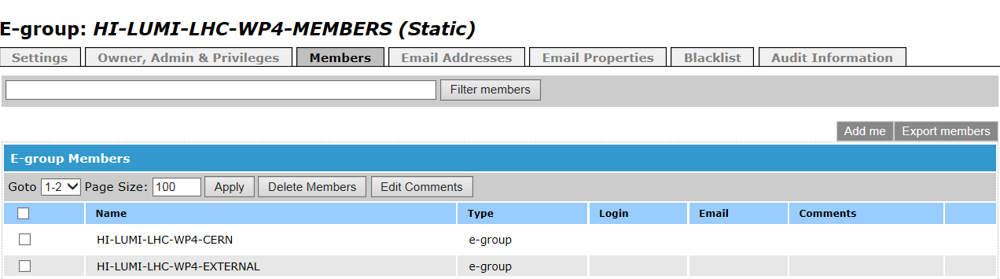 E-group: HI-LUMI-LHC-WP4-MEMBERS (Static)
Settings Owner, Admin & Privileges Members Email Addresses Email Properties Blacklist Audit Information
Filter members
Add me Export members
E-group Members
Goto 1-2 Page Size: 100 Apply Delete Members Edit Comments
Name Type Login Email Comments
HI-LUMI-LHC-WP4-CERN e-group
HI-LUMI-LHC-WP4-EXTERNAL e-group